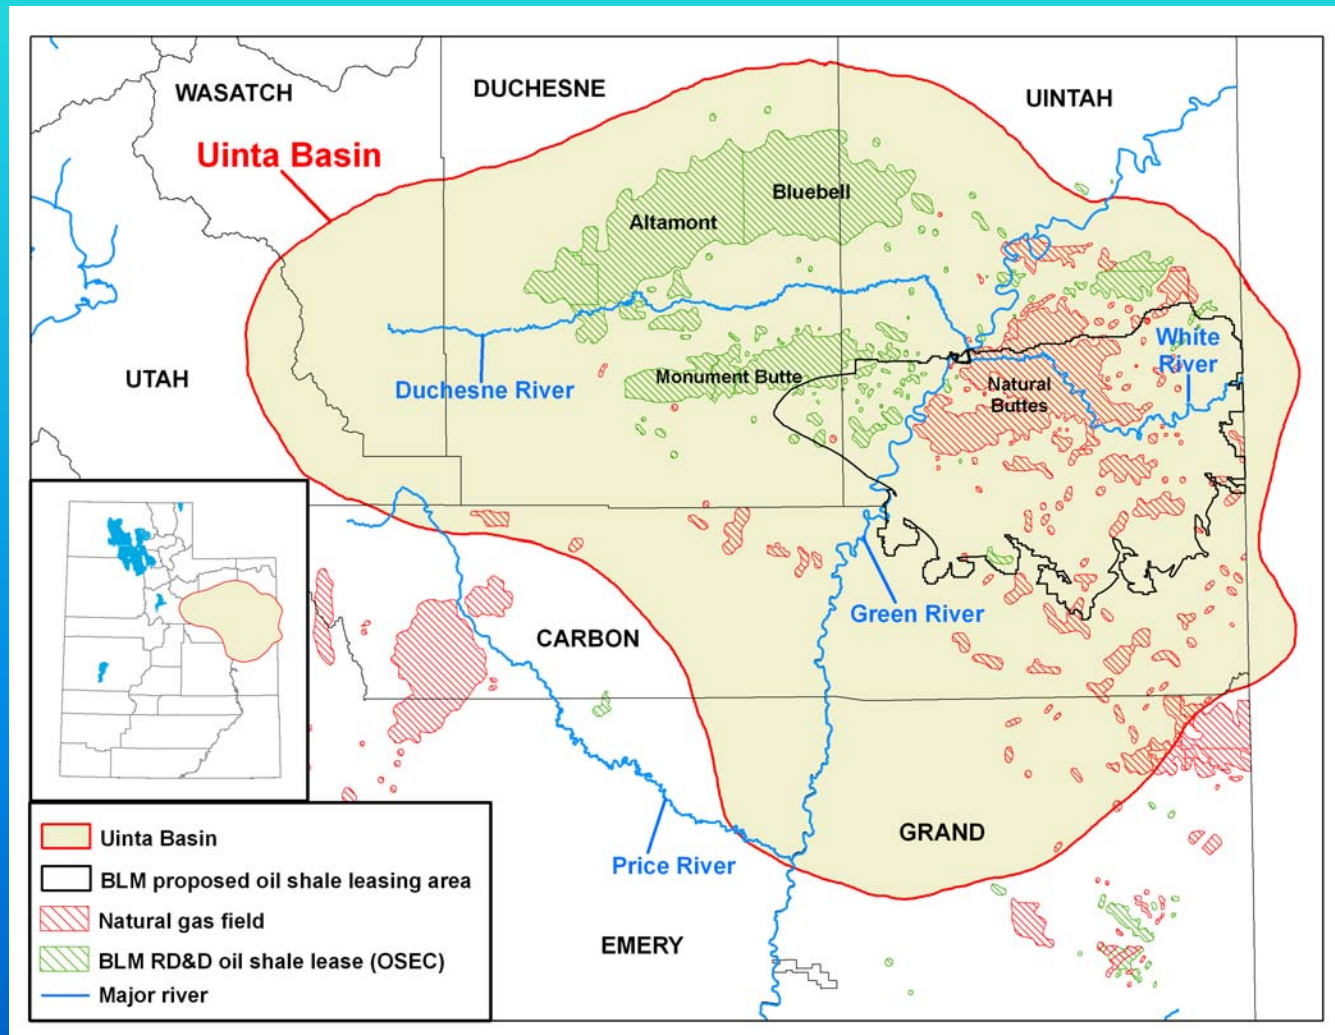 WASATCH
DUCHESNE
UINTAH
Uinta Basin
Bluebell
Altamont
White
River
UTAH
Duchesne River
Monument Butte
Natural
Buttes
Green River
CARBON
GRAND
Price River
EMERY
Uinta Basin
BLM proposed oil shale leasing area
Natural gas field
BLM RD&D oil shale lease (OSEC)
Major river